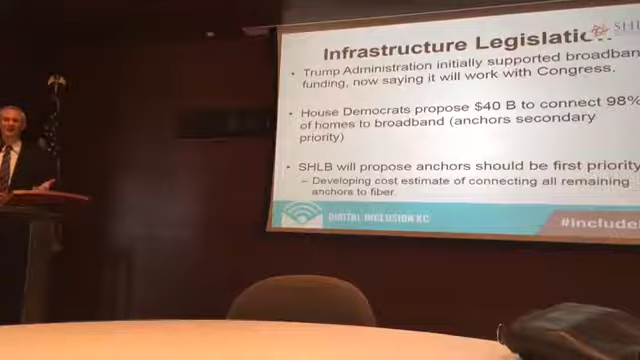 SHL
Infrastructure Legislation
• Trump Administration initially supported broadban
funding, now saying it will work with Congress.
• House Democrats propose $40 B to connect 98%
of homes to broadband (anchors secondary
priority)
• SHLB will propose anchors should be first priority
– Developing cost estimate of connecting all remaining
anchors to fiber.
DIGITAL INCLUSION KC
#include